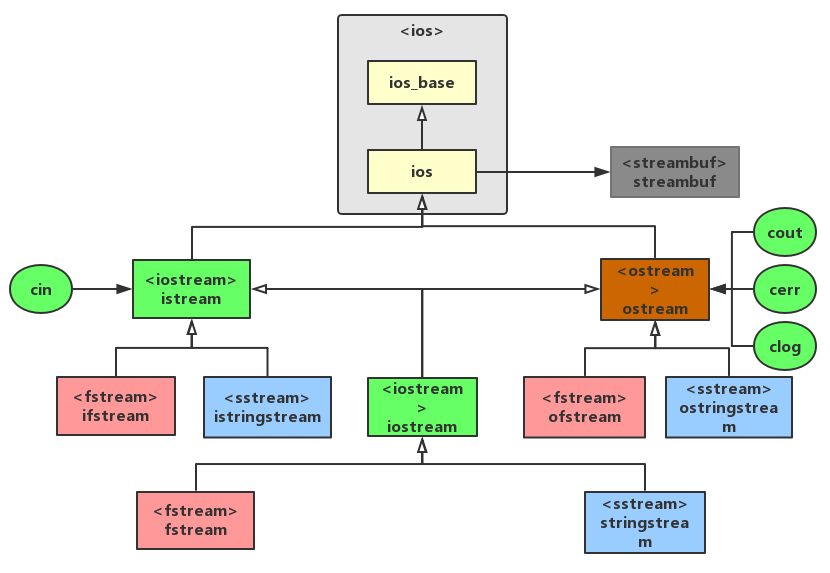 <ios>
ios_base
ios
<streambuf>
streambuf
cout
cin
<iostream>
istream
<ostream
>
ostream
cerr
clog
<fstream>
ifstream
<sstream>
istringstream
<iostream
>
iostream
<fstream>
ofstream
<sstream>
ostringstrea
m
<fstream>
fstream
<sstream>
stringstrea
m